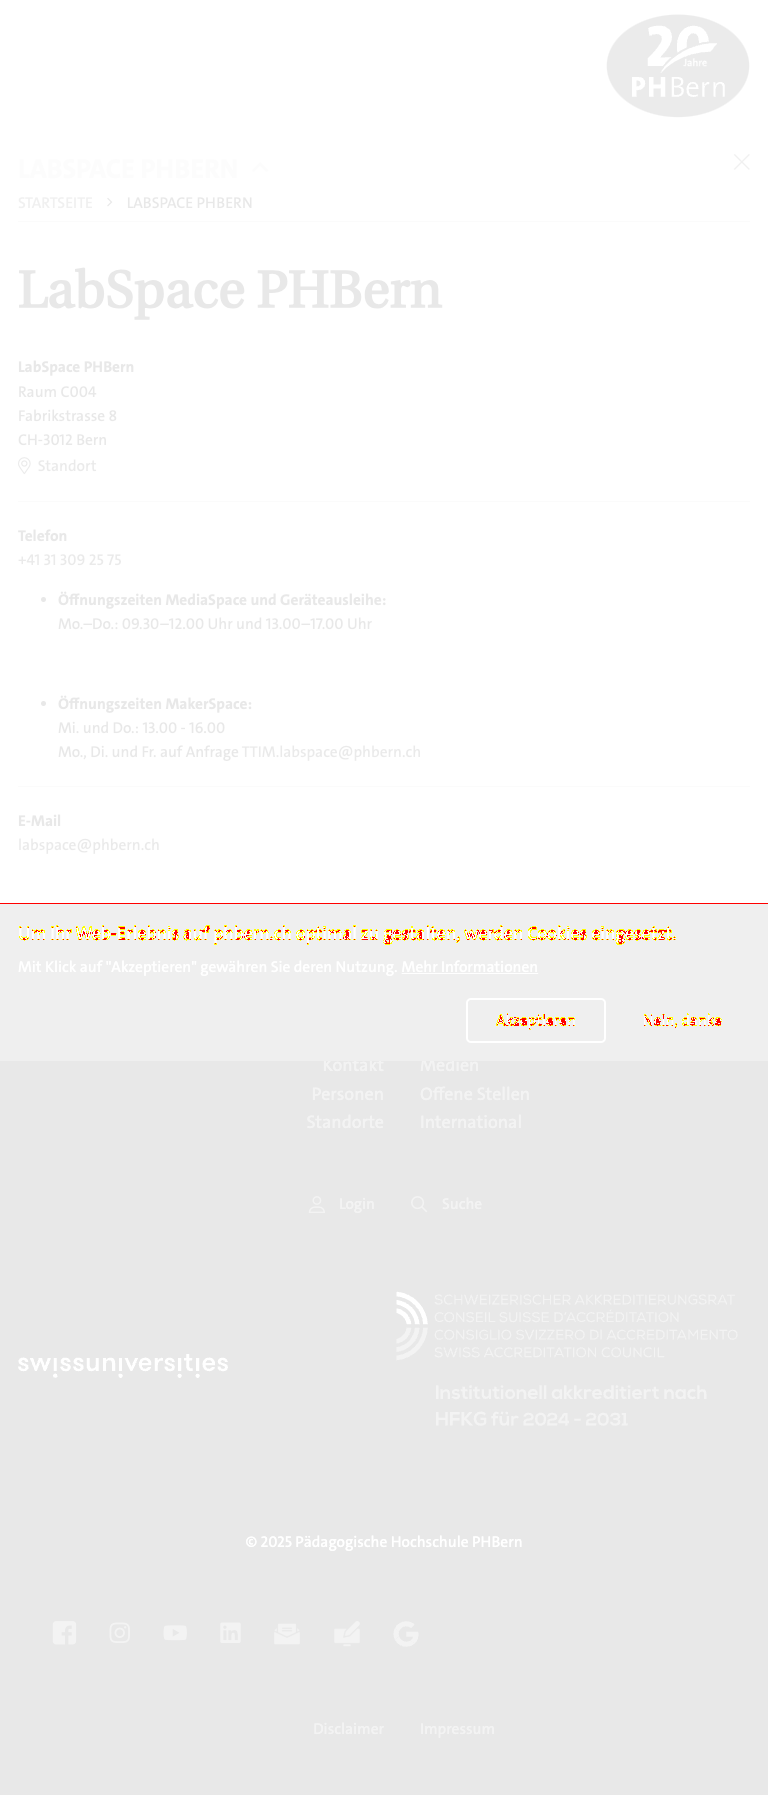 20
Jahre
PHBern
LABSPACE PHBERN
STARTSEITE > LABSPACE PHBERN
LabSpace PHBern
LabSpace PHBern
Raum C004
Fabrikstrasse 8
CH-3012 Bern
Standort
Telefon
+41 31 309 25 75
• Öffnungszeiten MediaSpace und Geräteausleihe:
Mo.–Do.: 09.30–12.00 Uhr und 13.00–17.00 Uhr
• Öffnungszeiten MakerSpace:
Mi. und Do.: 13.00 - 16.00
Mo., Di. und Fr. auf Anfrage TTIM.labspace@phbern.ch
E-Mail
labspace@phbern.ch
Um Ihr Web-Erlebnis auf phbern.ch optimal zu gestalten, werden Cookies eingesetzt.
Mit Klick auf "Akzeptieren" gewähren Sie deren Nutzung. Mehr Informationen
Akzeptieren Nein, danke
Kontakt Medien
Personen Offene Stellen
Standorte International
Login Suche
SCHWEIZERISCHER AKKREDITIERUNGSRAT
CONSEIL SUISSE D'ACCRÉDITATION
CONSIGLIO SVIZZERO DI ACCREDITAMENTO
SWISS ACCREDITATION COUNCIL
swissuniversities
Institutionell akkreditiert nach
HFKG für 2024 - 2031
© 2025 Pädagogische Hochschule PHBern
Disclaimer Impressum